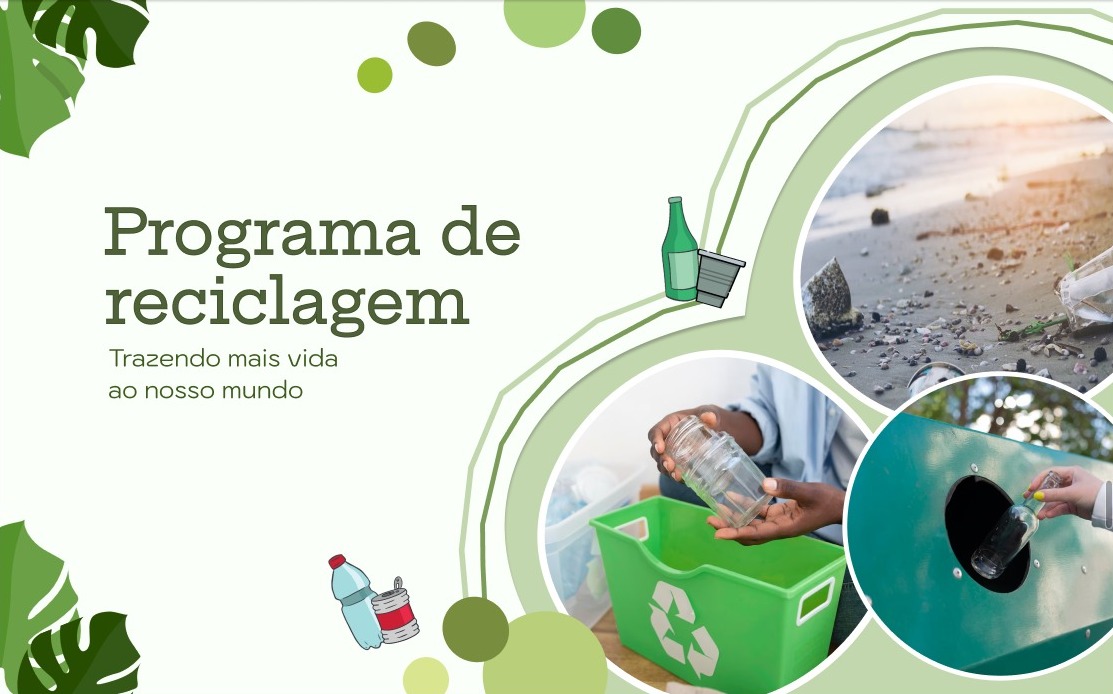 Programa de
reciclagem
Trazendo mais vida
ao nosso mundo